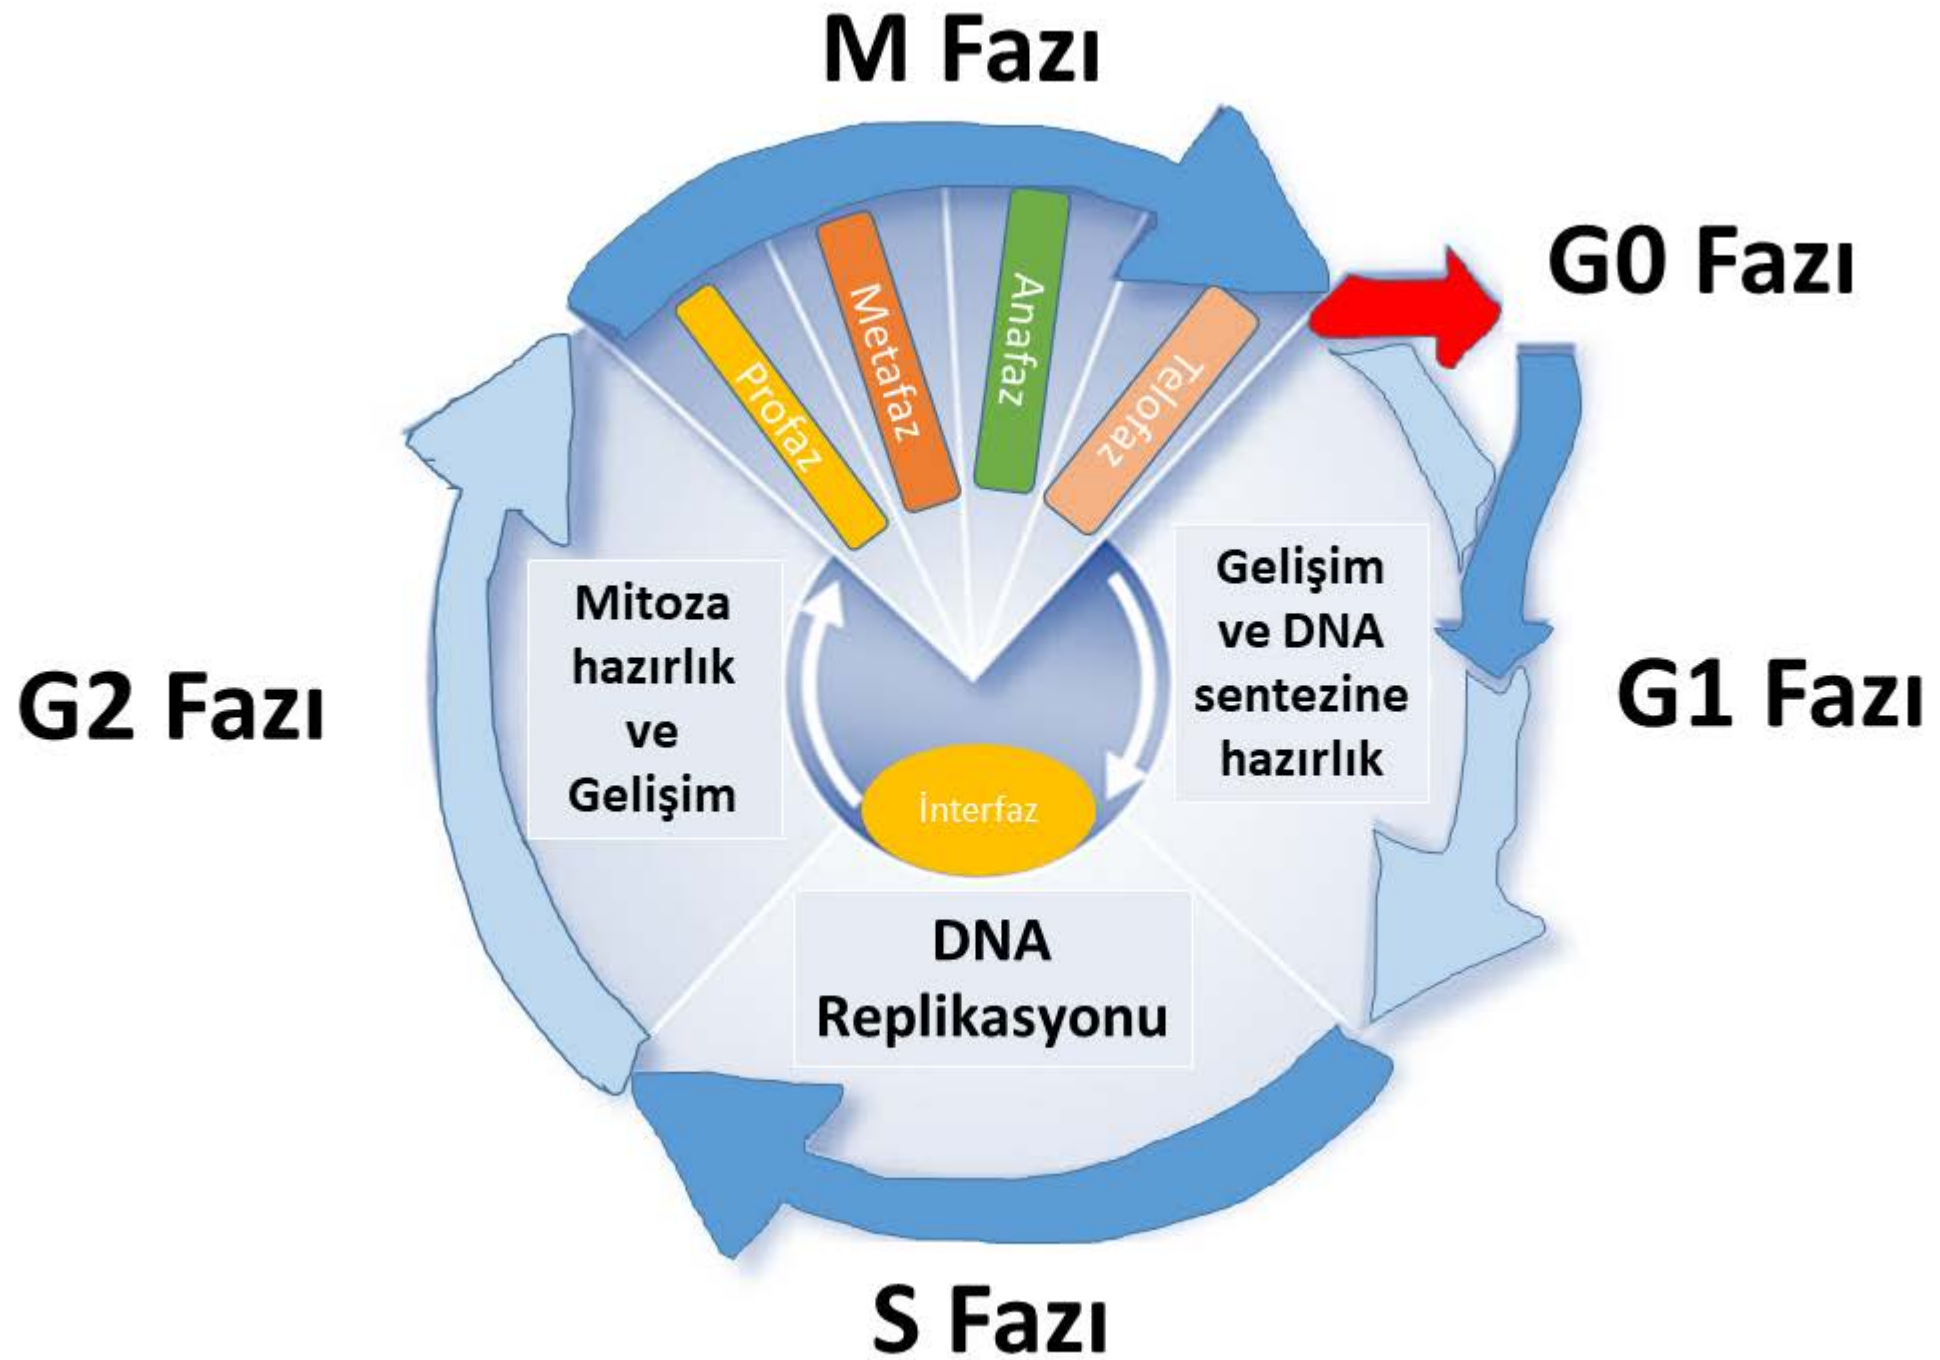 M Fazı
G0 Fazı
Profaz
Metafaz
Anafaz
Telofaz
Gelişim
ve DNA
sentezine
hazırlık
Mitoza
hazırlık
ve
Gelişim
G2 Fazı
G1 Fazı
İnterfaz
DNA
Replikasyonu
S Fazı